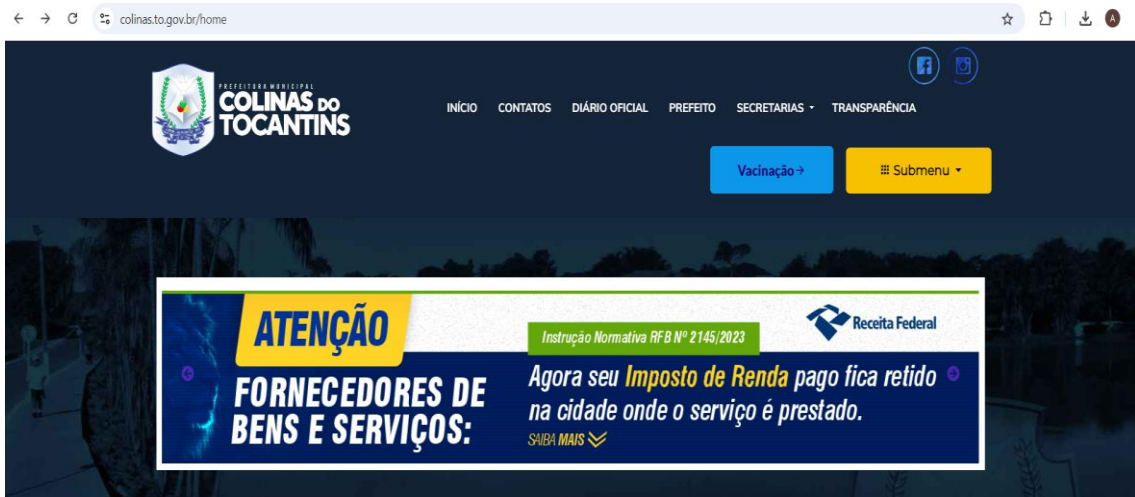 colinas.to.gov.br/home
A
PREFEITURA MUNICIPAL
COLINAS DO
TOCANTINS
INÍCIO CONTATOS DIÁRIO OFICIAL PREFEITO SECRETARIAS TRANSPARÊNCIA
Vacinação
Submenu
ATENÇÃO
FORNECEDORES DE
BENS E SERVIÇOS:
Receita Federal
Instrução Normativa RFB Nº 2145/2023
Agora seu Imposto de Renda pago fica retido
na cidade onde o serviço é prestado.
SAIBA MAIS